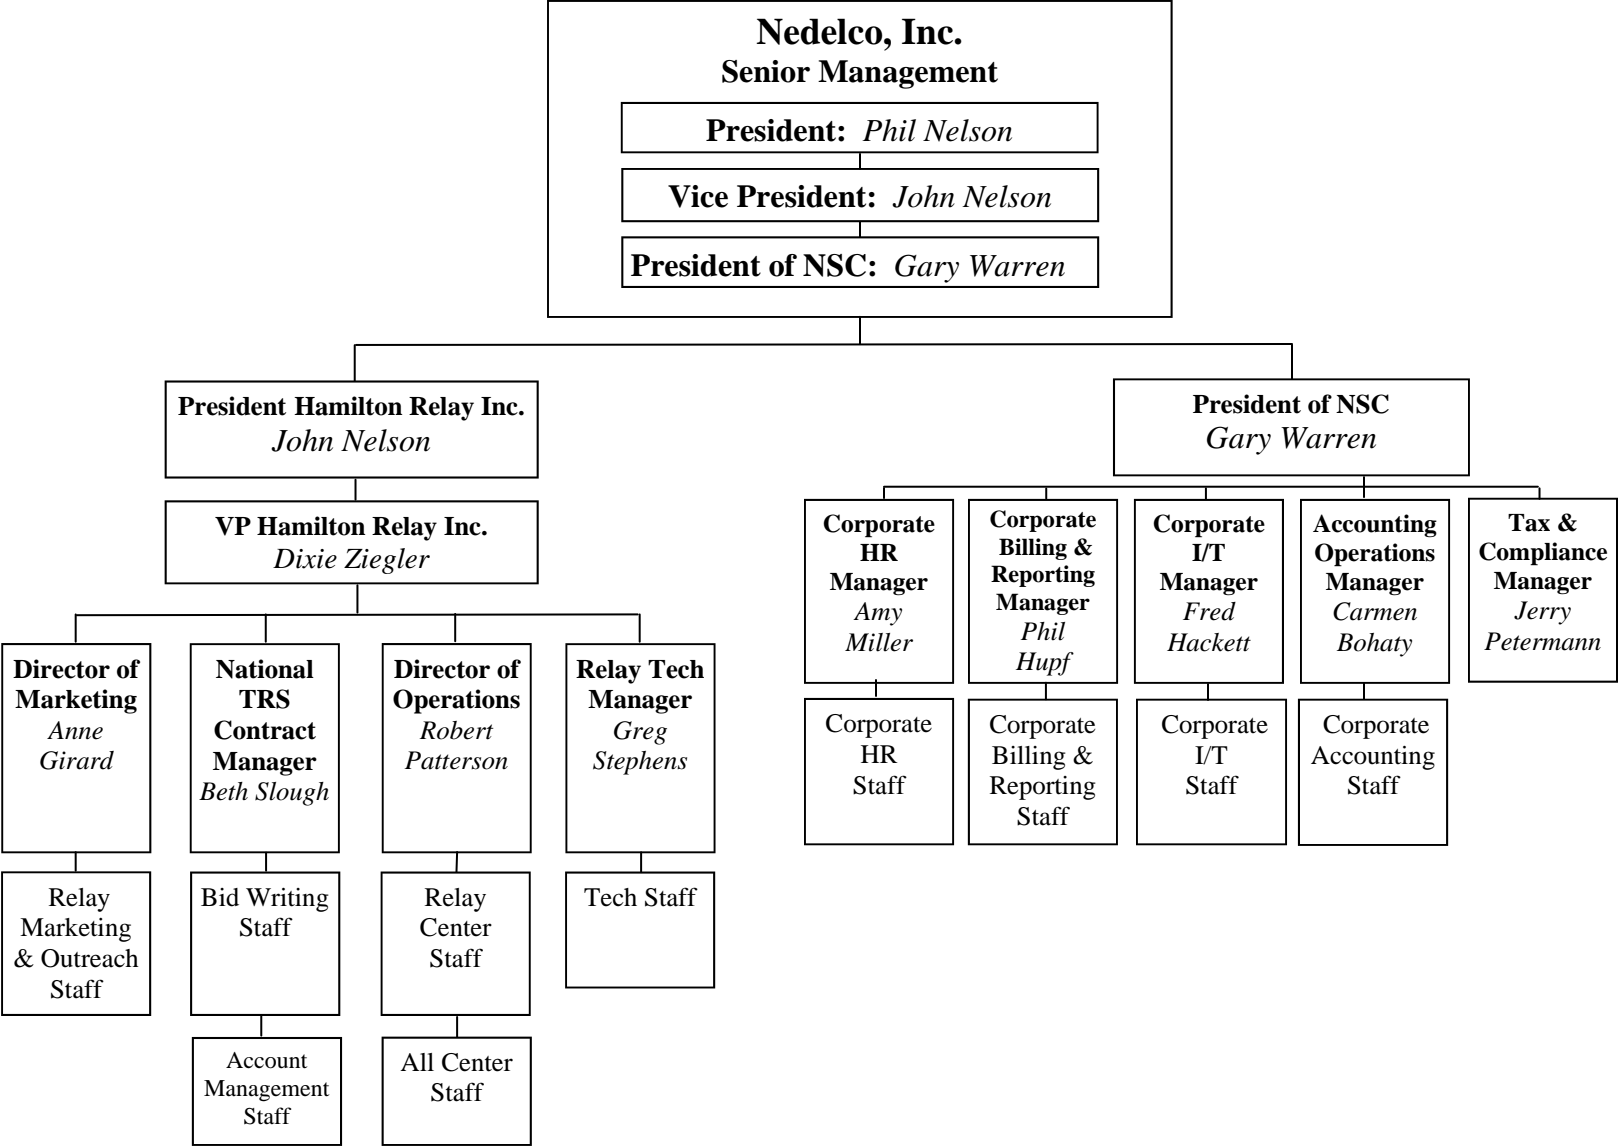 Nedelco, Inc.
Senior Management
President: Phil Nelson
Vice President: John Nelson
President of NSC: Gary Warren
President Hamilton Relay Inc.
John Nelson
VP Hamilton Relay Inc.
Dixie Ziegler
Director of
Marketing
Anne
Girard
National
TRS
Contract
Manager
Beth Slough
Director of
Operations
Robert
Patterson
Relay Tech
Manager
Greg
Stephens
Relay
Marketing
& Outreach
Staff
Bid Writing
Staff
Relay
Center
Staff
Tech Staff
Account
Management
Staff
All Center
Staff
President of NSC
Gary Warren
Corporate
HR
Manager
Amy
Miller
Corporate
Billing &
Reporting
Manager
Phil
Hupf
Corporate
I/T
Manager
Fred
Hackett
Accounting
Operations
Manager
Carmen
Bohaty
Tax &
Compliance
Manager
Jerry
Petermann
Corporate
HR
Staff
Corporate
Billing &
Reporting
Staff
Corporate
I/T
Staff
Corporate
Accounting
Staff